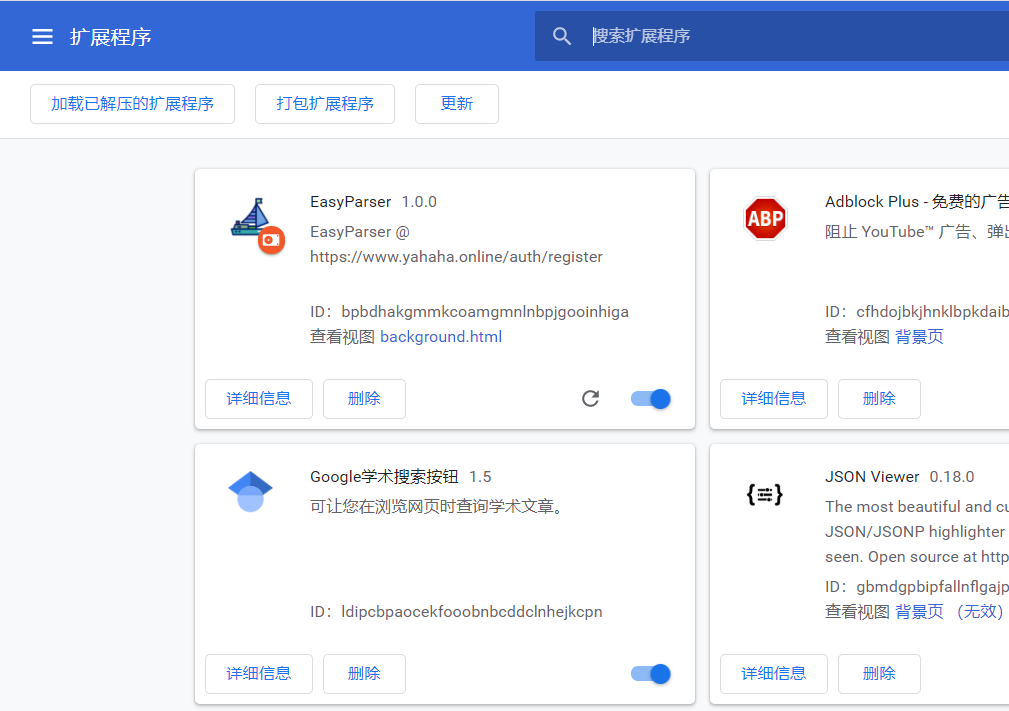 扩展程序
搜索扩展程序
加载已解压的扩展程序
打包扩展程序
更新
EasyParser 1.0.0
EasyParser @
https://www.yahaha.online/auth/register
ID：bpbdhakgmmkcoamgmnlnbpjgooinhiga
查看视图 background.html
详细信息
删除
ABP
Adblock Plus - 免费的广告
阻止 YouTube™ 广告、弹出
ID：cfhdojbkjhnklbpkdaib
查看视图 背景页
详细信息
删除
Google学术搜索按钮 1.5
可让您在浏览网页时查询学术文章。
ID：ldipcbpaocekfooobnbcddclnhejkcpn
详细信息
删除
JSON Viewer 0.18.0
The most beautiful and cu
JSON/JSONP highlighter
seen. Open source at http
ID：gbmdgpbipfallnflgajp
查看视图 背景页 （无效）
详细信息
删除